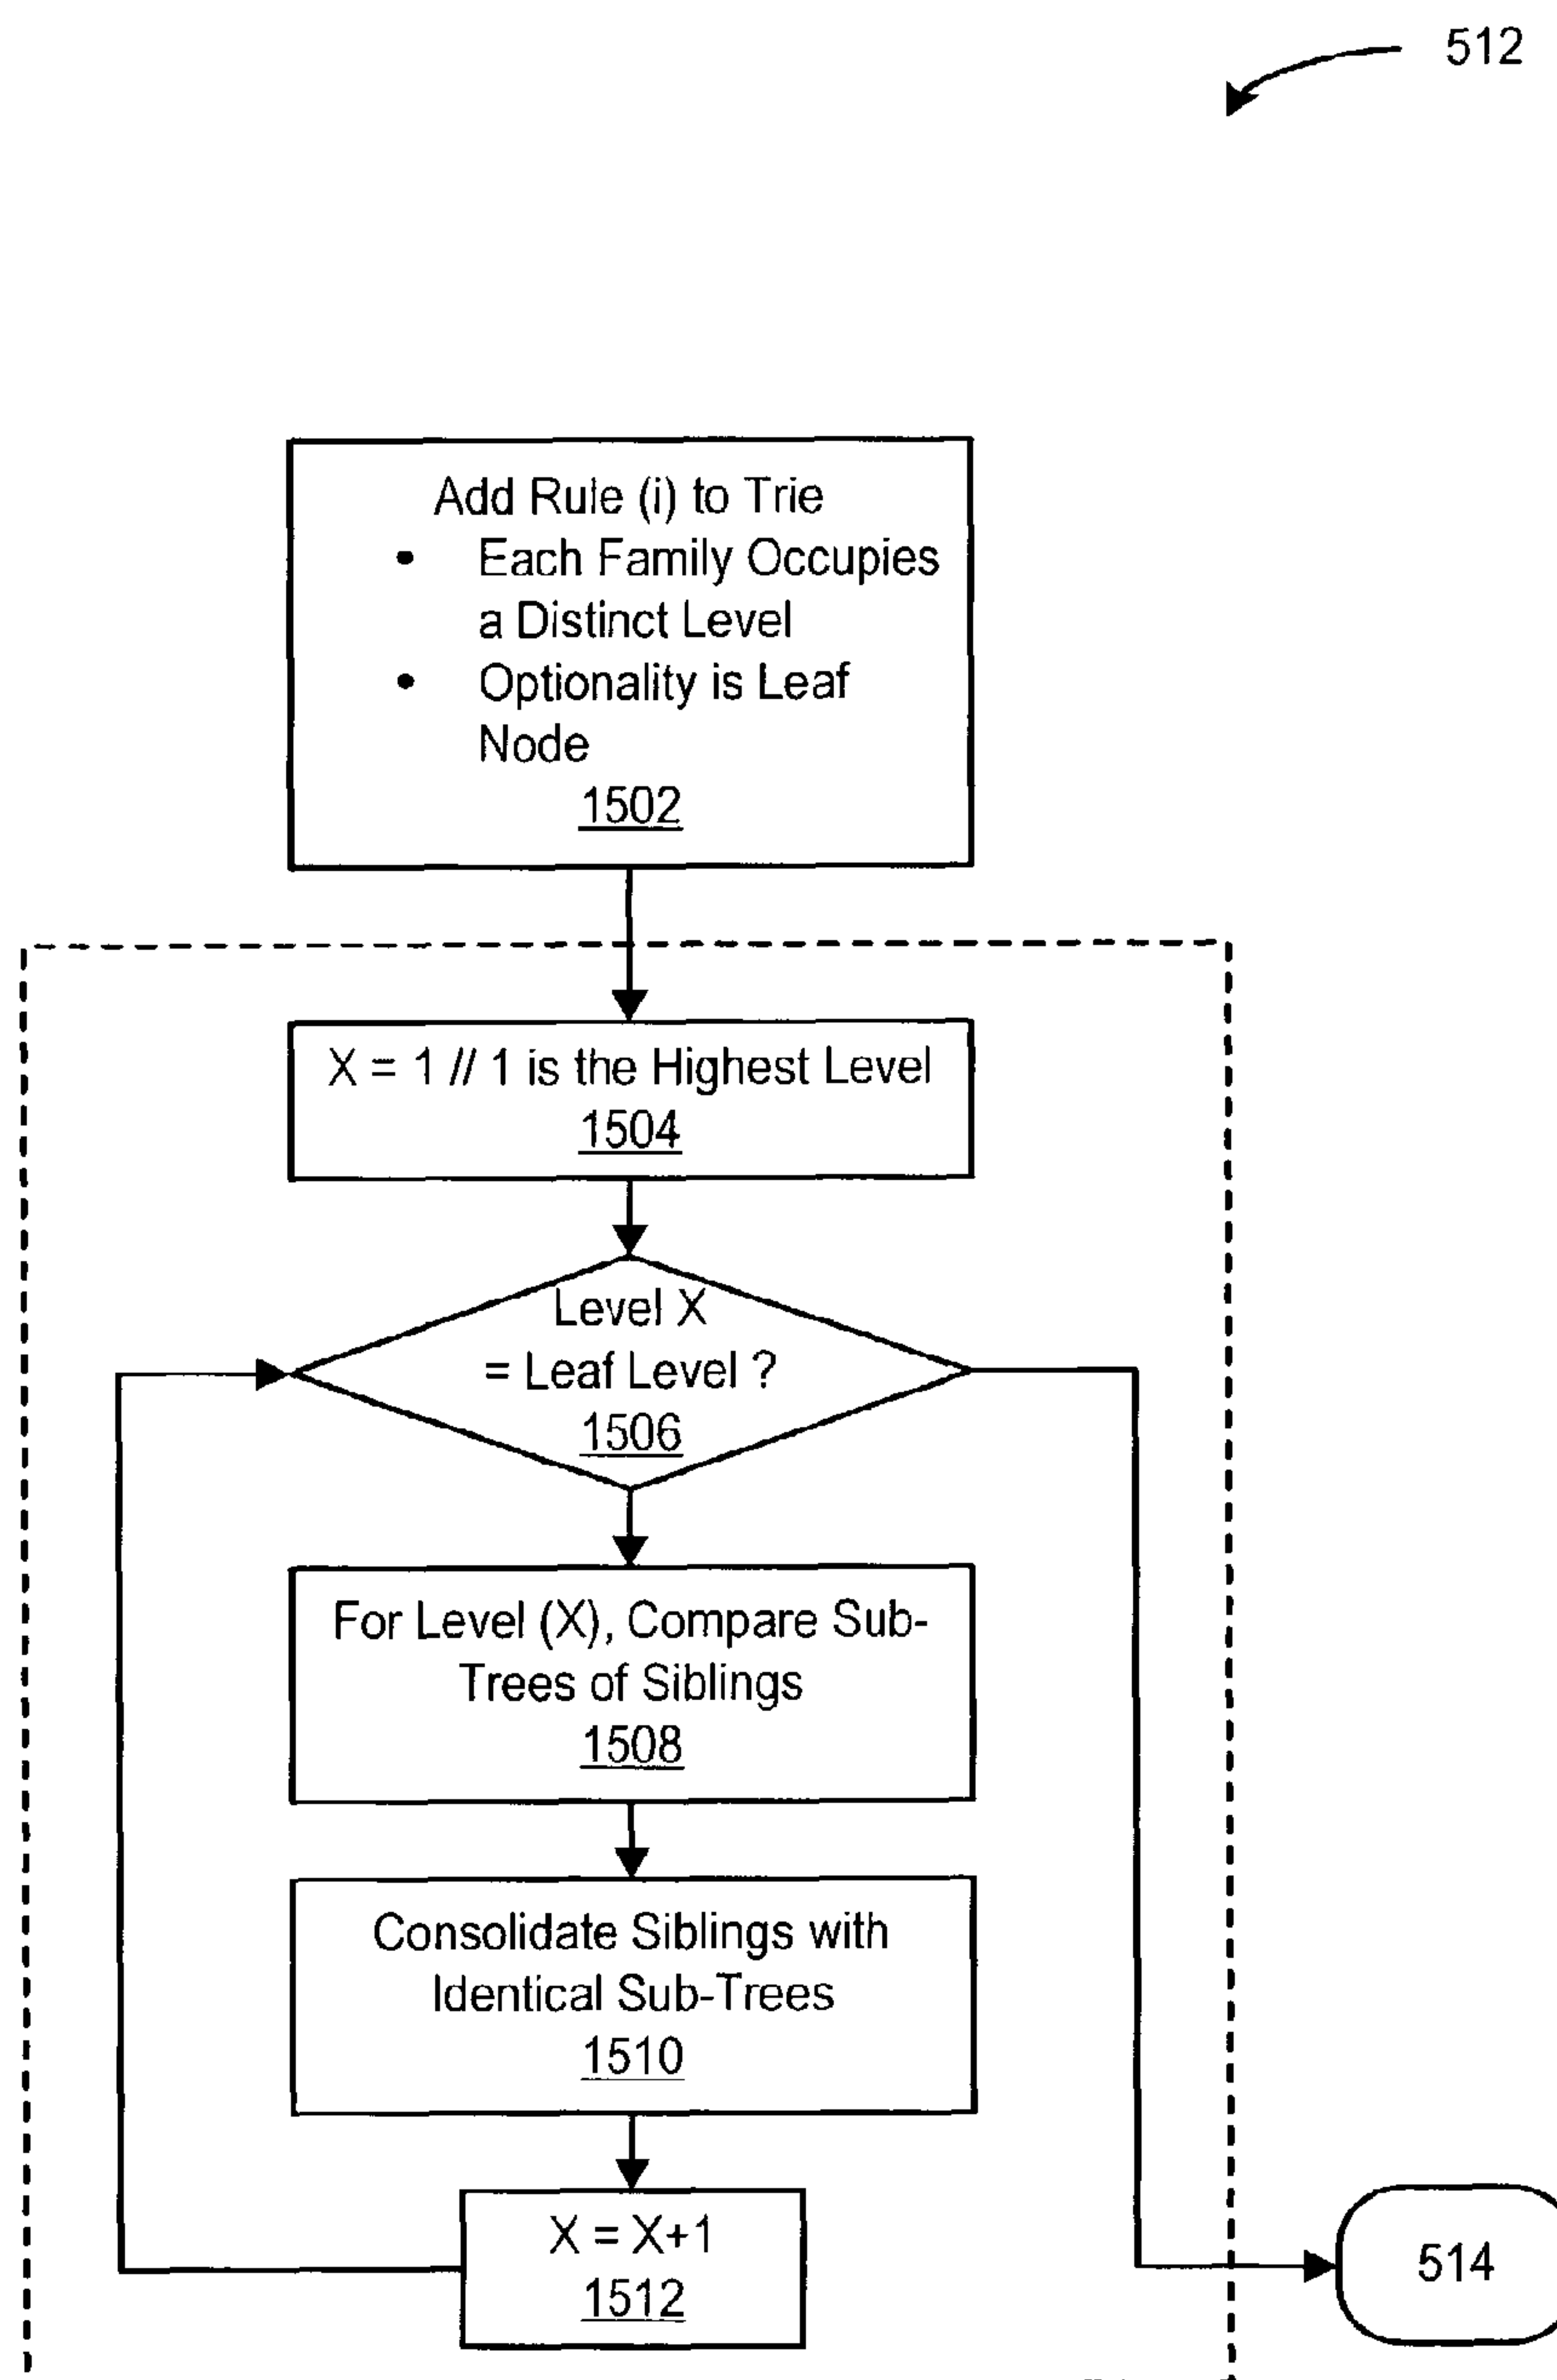 512
Add Rule (i) to Trie
• Each Family Occupies
a Distinct Level
• Optionality is Leaf
Node
1502
X = 1 // 1 is the Highest Level
1504
Level X
= Leaf Level ?
1506
For Level (X), Compare Sub-
Trees of Siblings
1508
Consolidate Siblings with
Identical Sub-Trees
1510
X = X+1
1512
514